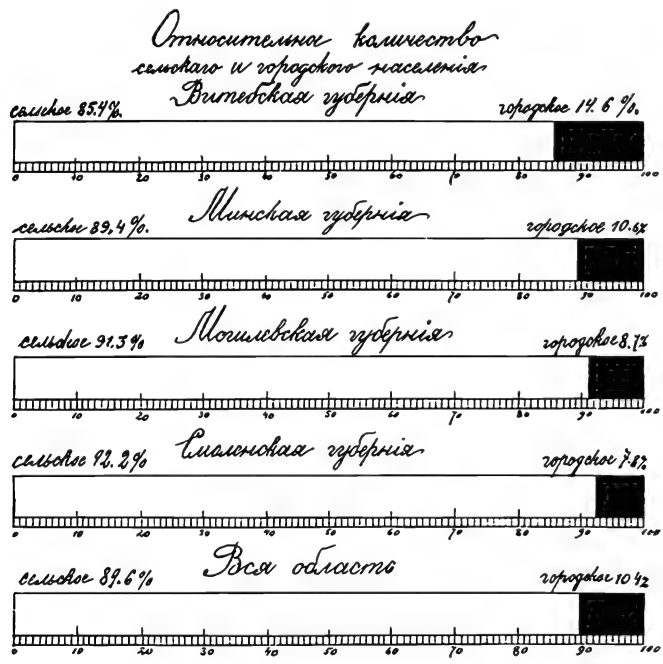 Относительное количество
сельскаго и городского населенія
Витебская губернія
сельское 85.4% городское 14.6%
0 10 20 30 40 50 60 70 80 90 100
Минская губернія
сельское 89,4%. городское 10.6%
0 10 20 30 40 50 60 70 80 90 100
Могилевская губернія
сельское 91.3% городское 8.7%
0 10 20 30 40 50 60 70 80 90 100
Смоленская губернія
сельское 92.2% городское 7.8%
0 10 20 30 40 50 60 70 80 90 100
Вся область
сельское 89.6% городское 10 4%
0 10 20 30 40 50 60 70 80 90 100